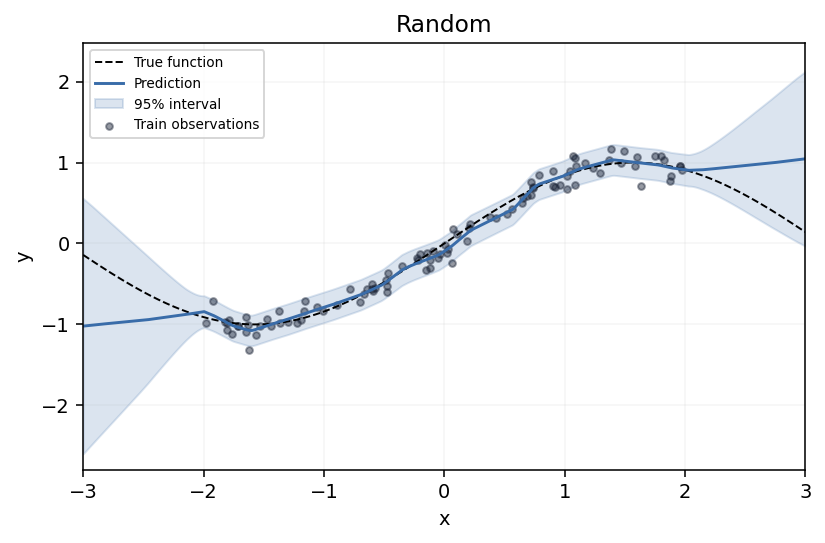 Random
True function
Prediction
95% interval
Train observations
y
2
1
0
−1
−2
−3 −2 −1 0 1 2 3
x